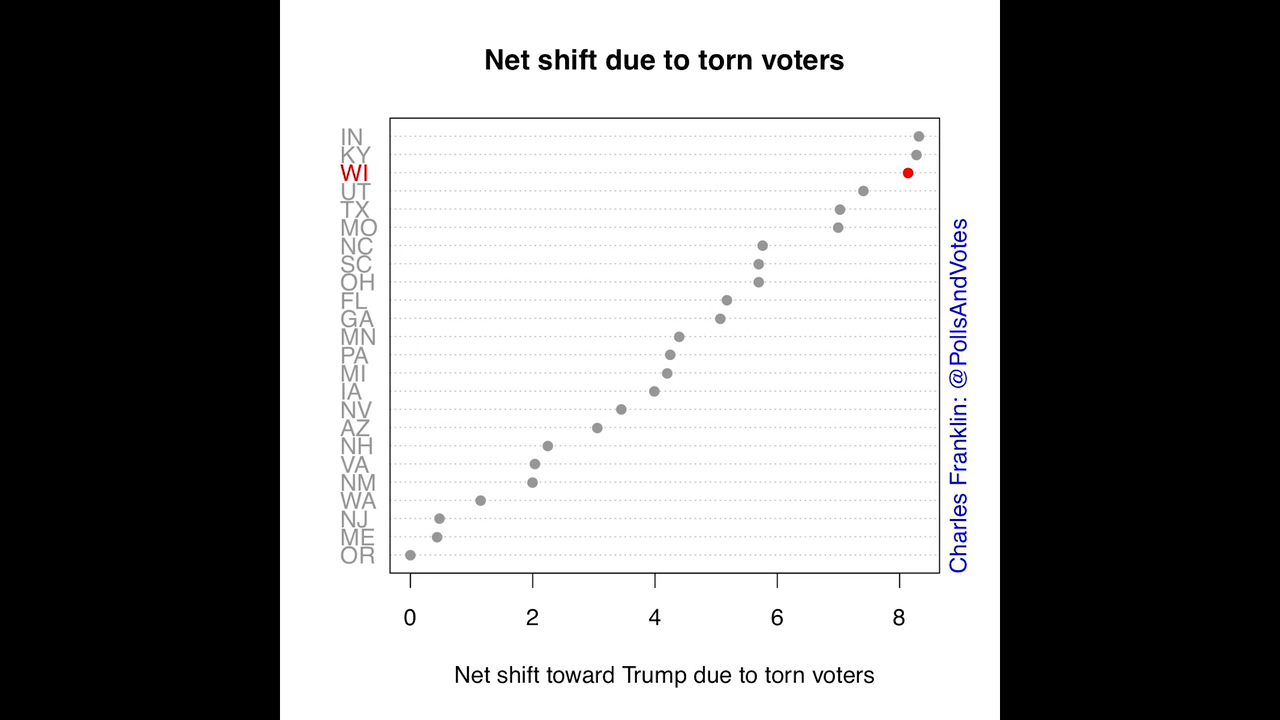 Net shift due to torn voters
IN
KY
WI
UT
TX
MO
NC
SC
OH
FL
GA
MN
PA
MI
IA
NV
AZ
NH
VA
NM
WA
NJ
ME
OR
0 2 4 6 8
Net shift toward Trump due to torn voters
Charles Franklin: @PollsAndVotes